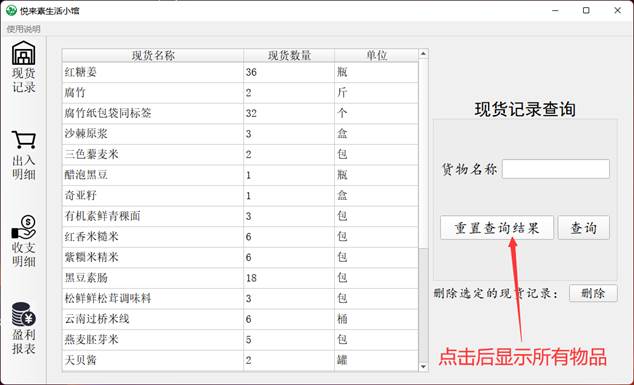 悦来素生活小馆
使用说明
现货
记录
出入
明细
收支
明细
盈利
报表
现货名称 现货数量 单位
红糖姜 36 瓶
腐竹 2 斤
腐竹纸包袋同标签 32 个
沙棘原浆 3 盒
三色藜麦米 2 包
醋泡黑豆 1 瓶
奇亚籽 1 盒
有机素鲜青稞面 3 包
红香米糙米 6 包
紫糯米精米 6 包
黑豆素肠 18 包
松鲜鲜松茸调味料 3 包
云南过桥米线 6 桶
燕麦胚芽米 5 包
天贝酱 2 罐
现货记录查询
货物名称
重置查询结果 查询
删除选定的现货记录: 删除
点击后显示所有物品